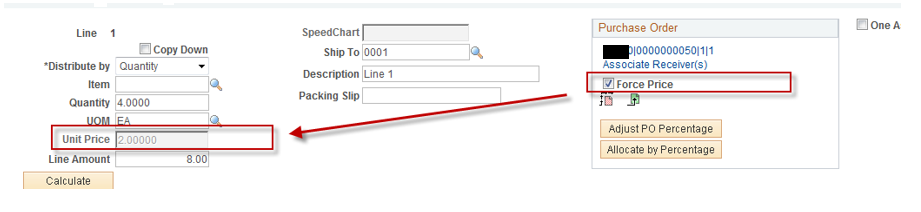 Line 1
Copy Down
*Distribute by Quantity
Item
Quantity 4.0000
UOM EA
Unit Price 2.00000
Line Amount 8.00
Calculate
SpeedChart
Ship To 0001
Description Line 1
Packing Slip
Purchase Order
0|0000000050|1|1
Associate Receiver(s)
Force Price
Adjust PO Percentage
Allocate by Percentage
One A